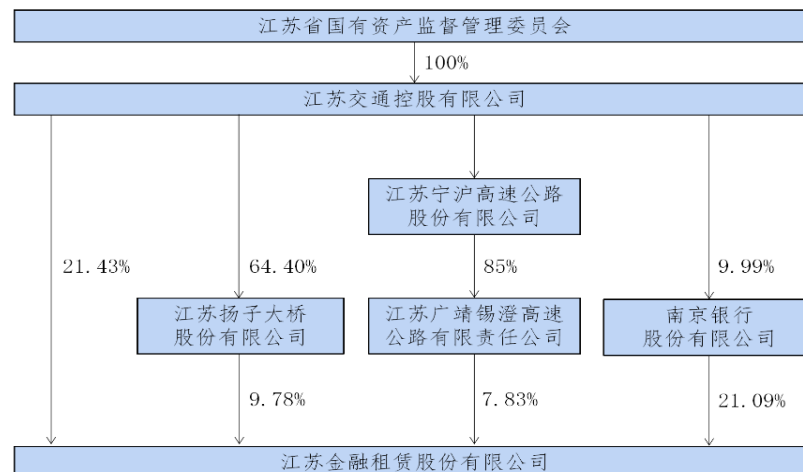 江苏省国有资产监督管理委员会
100%
江苏交通控股有限公司
江苏宁沪高速公路
股份有限公司
21.43%
64.40%
85%
9.99%
江苏扬子大桥
股份有限公司
江苏广靖锡澄高速
公路有限责任公司
南京银行
股份有限公司
9.78%
7.83%
21.09%
江苏金融租赁股份有限公司